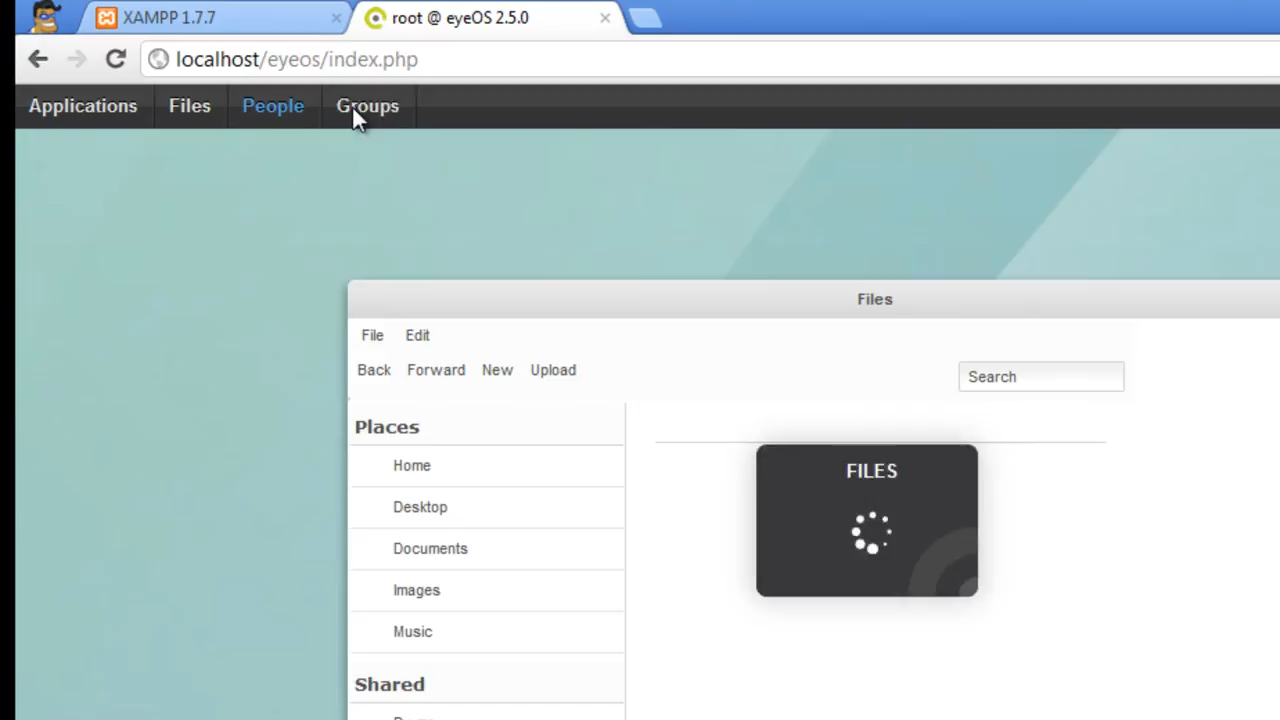 XAMPP 1.7.7
root @ eyeOS 2.5.0
localhost/eyeos/index.php
Applications Files People Groups
Files
File Edit
Back Forward New Upload
Search
Places
FILES
Home
Desktop
Documents
Images
Music
Shared